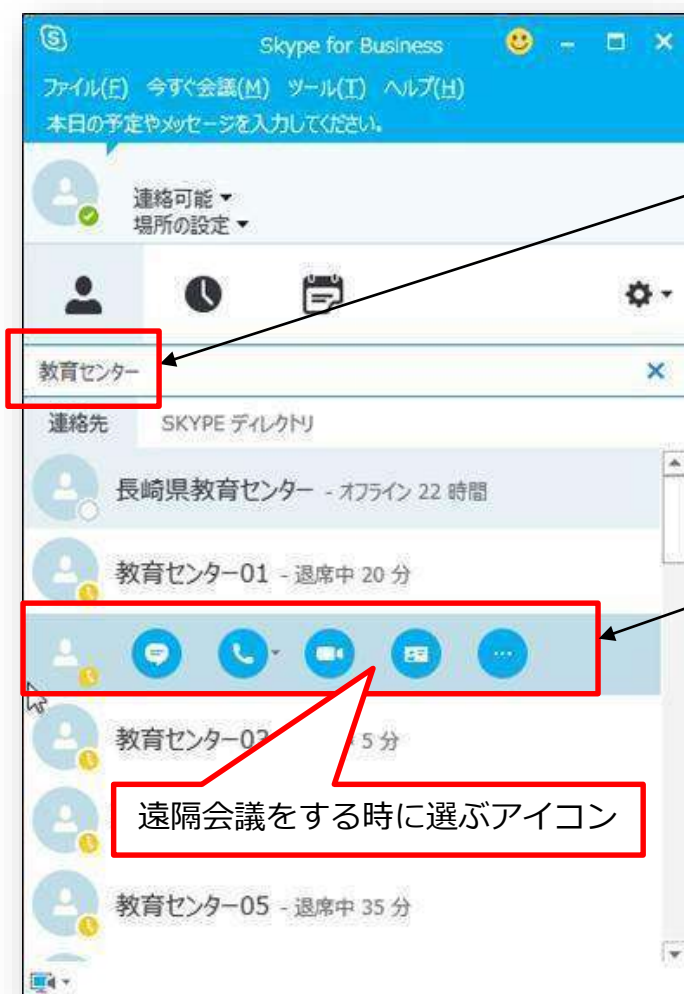 Skype for Business
ファイル(F) 今すぐ会議(M) ツール(T) ヘルプ(H)
本日の予定やメッセージを入力してください。
連絡可能
場所の設定
教育センター
連絡先 SKYPE ディレクトリ
長崎県教育センター - オフライン 22 時間
教育センター01 - 退席中 20 分
教育センター03 5 分
遠隔会議をする時に選ぶアイコン
教育センター05 - 退席中 35 分